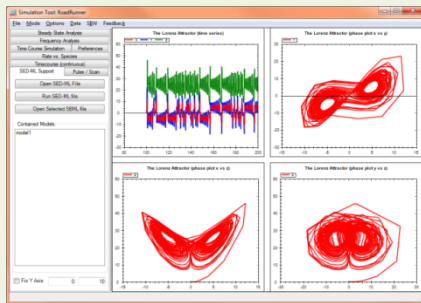 Simulation Tool: RoadRunner
File Mode Options Data SBW Feedback
Steady State Analysis
Frequency Analysis
Time Course Simulation Preferences
Rate vs. Species
Timecourse (continuous)
SED-ML Support Pulse / Scan
Open SED-ML File
Run SED-ML file
Open Selected SBML file
Contained Models
model1
Fix Y Axis 0 10
The Lorenz Attractor (time series)
The Lorenz Attractor (phase plot x vs y)
The Lorenz Attractor (phase plot x vs z)
The Lorenz Attractor (phase plot y vs z)